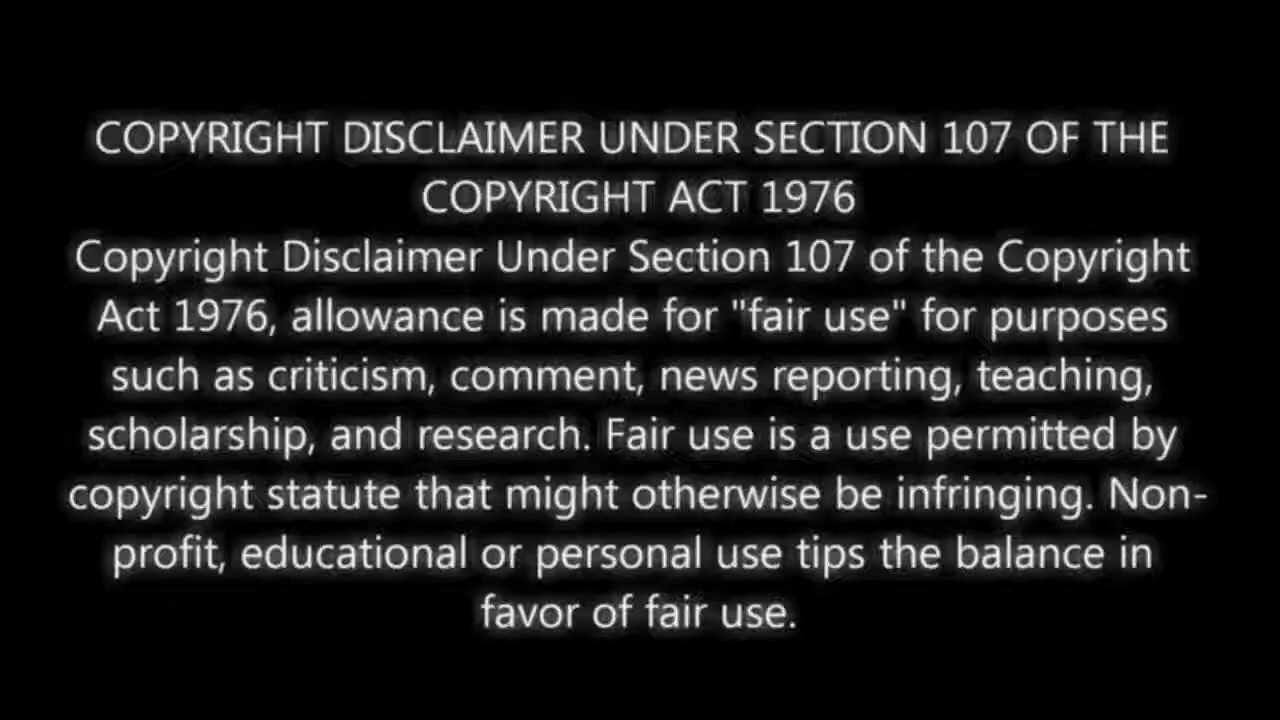 COPYRIGHT DISCLAIMER UNDER SECTION 107 OF THE
COPYRIGHT ACT 1976
Copyright Disclaimer Under Section 107 of the Copyright
Act 1976, allowance is made for "fair use" for purposes
such as criticism, comment, news reporting, teaching,
scholarship, and research. Fair use is a use permitted by
copyright statute that might otherwise be infringing. Non-
profit, educational or personal use tips the balance in
favor of fair use.